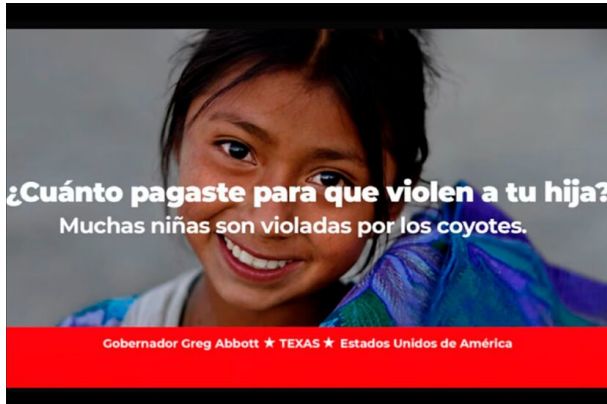 ¿Cuánto pagaste para que violen a tu hija?
Muchas niñas son violadas por los coyotes.
Gobernador Greg Abbott ★ TEXAS ★ Estados Unidos de América